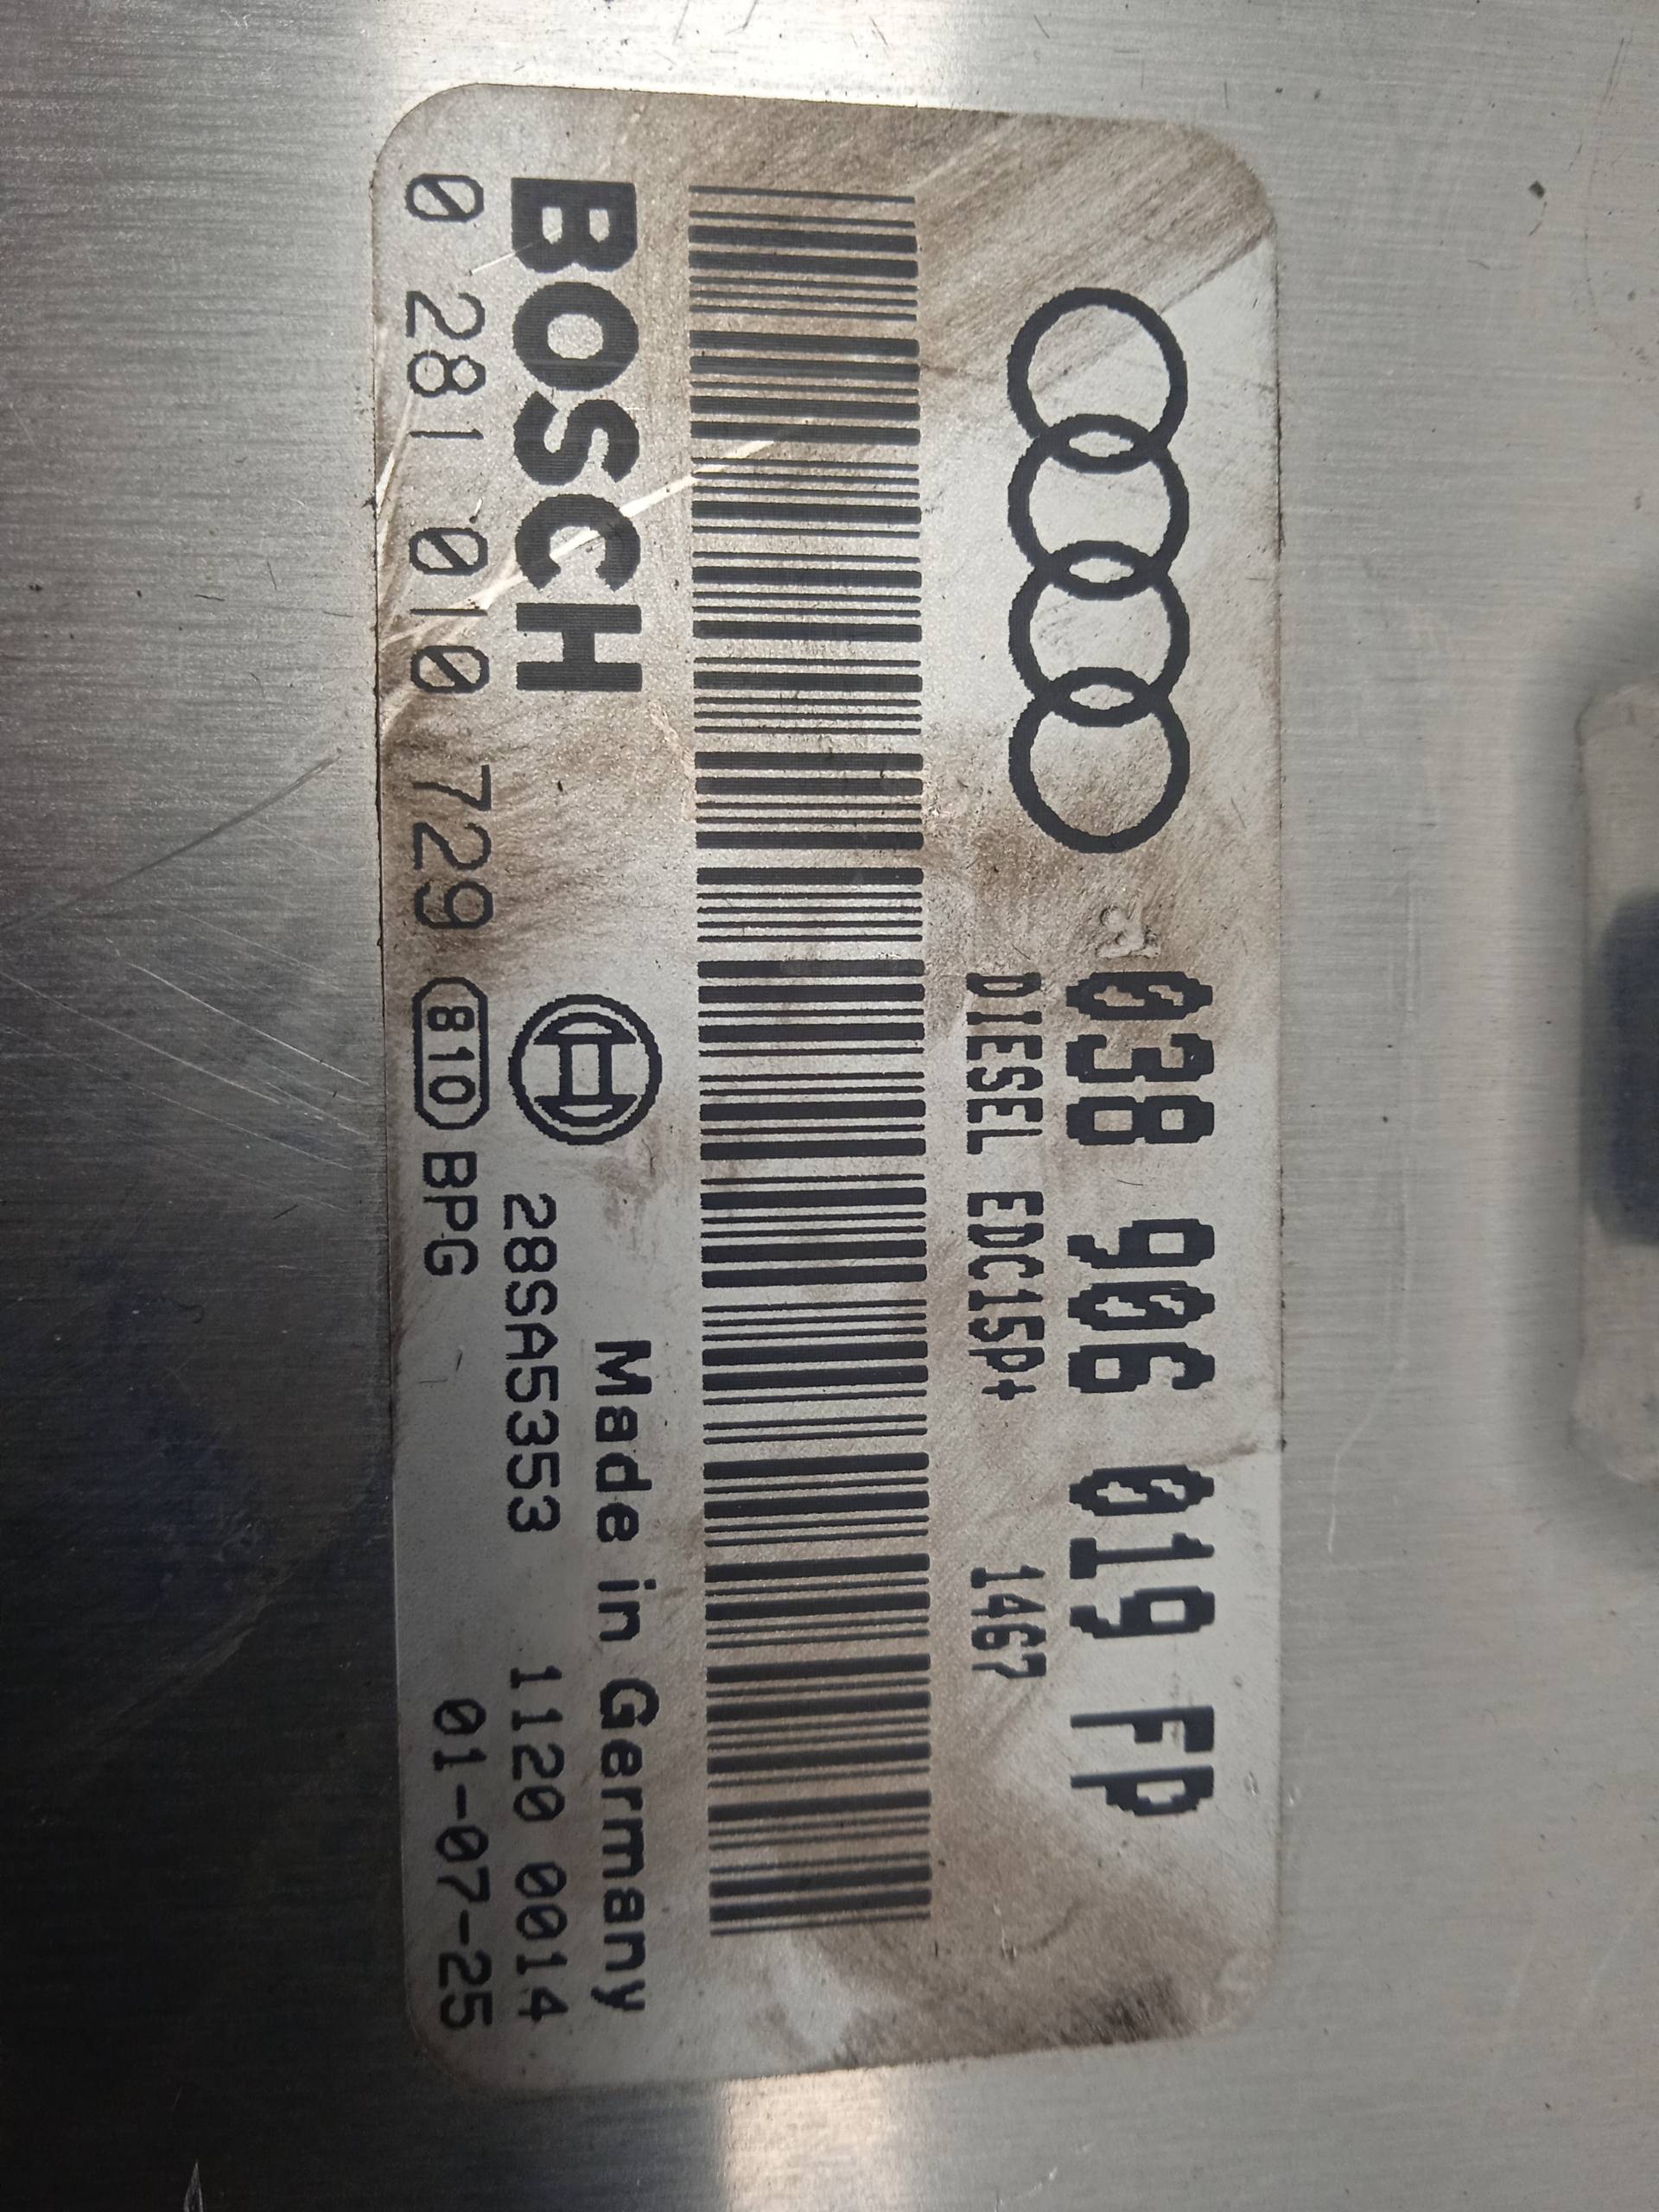 038 906 019 FP
DIESEL EDC15P+ 1467
BOSCH
Made in Germany
28SA5353 1120 0014
0 281 010 729 810 BPG 01-07-25